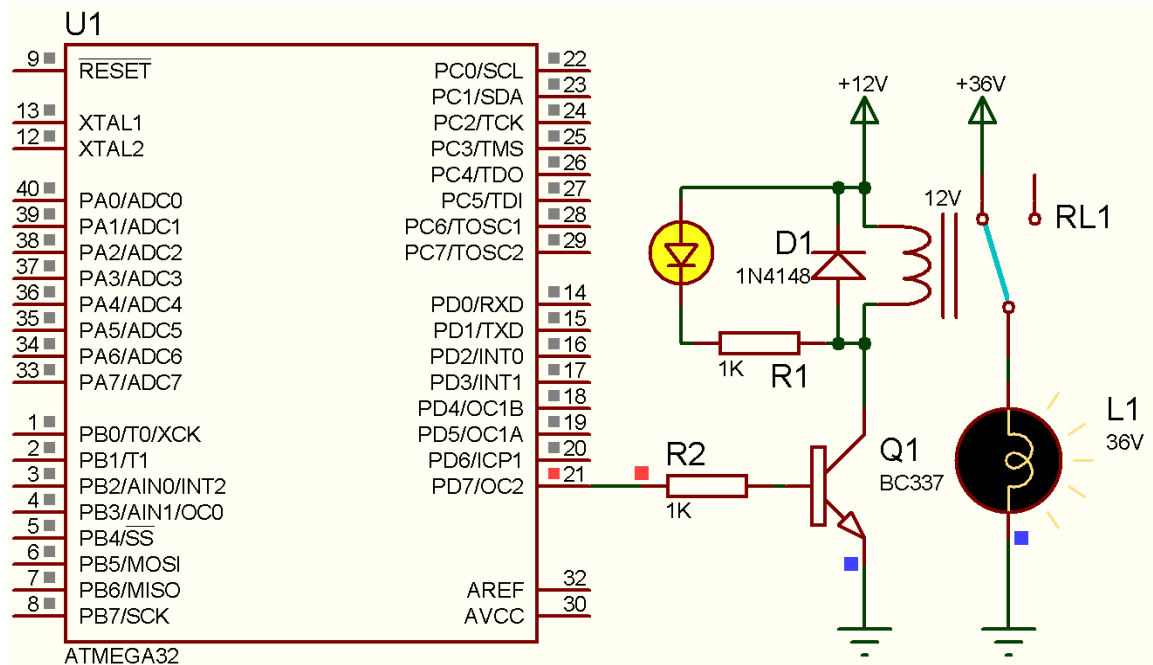 U1
9 RESET
13 XTAL1
12 XTAL2
40 PA0/ADC0
39 PA1/ADC1
38 PA2/ADC2
37 PA3/ADC3
36 PA4/ADC4
35 PA5/ADC5
34 PA6/ADC6
33 PA7/ADC7
1 PB0/T0/XCK
2 PB1/T1
3 PB2/AIN0/INT2
4 PB3/AIN1/OC0
5 PB4/SS
6 PB5/MOSI
7 PB6/MISO
8 PB7/SCK
PC0/SCL 22
PC1/SDA 23
PC2/TCK 24
PC3/TMS 25
PC4/TDO 26
PC5/TDI 27
PC6/TOSC1 28
PC7/TOSC2 29
PD0/RXD 14
PD1/TXD 15
PD2/INT0 16
PD3/INT1 17
PD4/OC1B 18
PD5/OC1A 19
PD6/ICP1 20
PD7/OC2 21
AREF 32
AVCC 30
ATMEGA32
+12V
+36V
12V
RL1
D1
1N4148
1K
R1
R2
1K
Q1
BC337
L1
36V